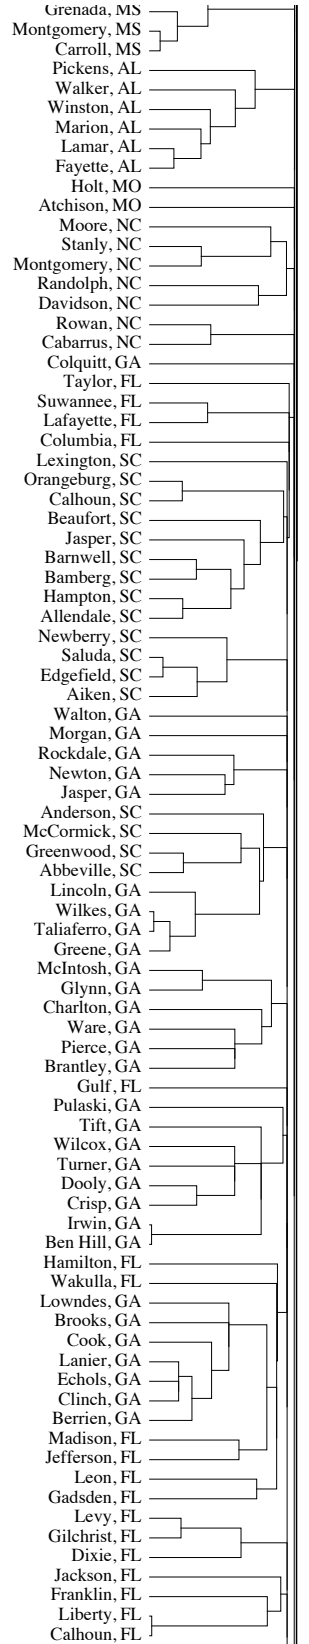 Grenada, MS
Montgomery, MS
Carroll, MS
Pickens, AL
Walker, AL
Winston, AL
Marion, AL
Lamar, AL
Fayette, AL
Holt, MO
Atchison, MO
Moore, NC
Stanly, NC
Montgomery, NC
Randolph, NC
Davidson, NC
Rowan, NC
Cabarrus, NC
Colquitt, GA
Taylor, FL
Suwannee, FL
Lafayette, FL
Columbia, FL
Lexington, SC
Orangeburg, SC
Calhoun, SC
Beaufort, SC
Jasper, SC
Barnwell, SC
Bamberg, SC
Hampton, SC
Allendale, SC
Newberry, SC
Saluda, SC
Edgefield, SC
Aiken, SC
Walton, GA
Morgan, GA
Rockdale, GA
Newton, GA
Jasper, GA
Anderson, SC
McCormick, SC
Greenwood, SC
Abbeville, SC
Lincoln, GA
Wilkes, GA
Taliaferro, GA
Greene, GA
McIntosh, GA
Glynn, GA
Charlton, GA
Ware, GA
Pierce, GA
Brantley, GA
Gulf, FL
Pulaski, GA
Tift, GA
Wilcox, GA
Turner, GA
Dooly, GA
Crisp, GA
Irwin, GA
Ben Hill, GA
Hamilton, FL
Wakulla, FL
Lowndes, GA
Brooks, GA
Cook, GA
Lanier, GA
Echols, GA
Clinch, GA
Berrien, GA
Madison, FL
Jefferson, FL
Leon, FL
Gadsden, FL
Levy, FL
Gilchrist, FL
Dixie, FL
Jackson, FL
Franklin, FL
Liberty, FL
Calhoun, FL